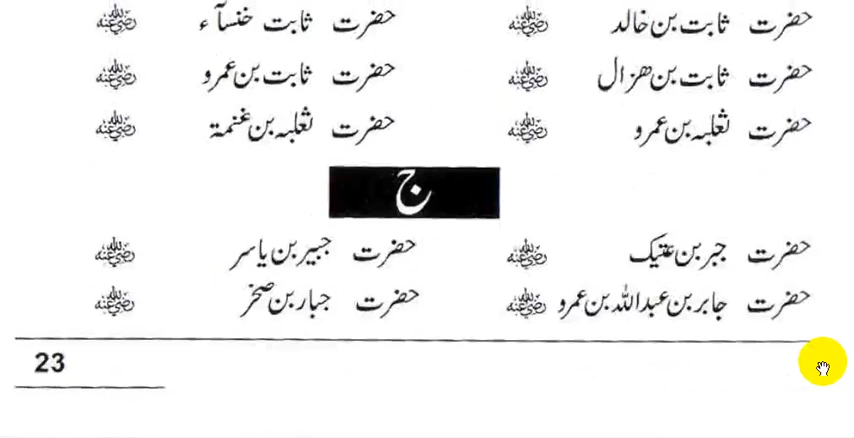 حضرت ثابت بن خالد رضی اللہ عنہ حضرت ثابت خنسآء رضی اللہ عنہ
حضرت ثابت بن ھزال رضی اللہ عنہ حضرت ثابت بن عمرو رضی اللہ عنہ
حضرت ثعلبہ بن عمرو رضی اللہ عنہ حضرت ثعلبہ بن غنمۃ رضی اللہ عنہ
ج
حضرت جبر بن عتیک رضی اللہ عنہ حضرت جبیر بن یاسر رضی اللہ عنہ
حضرت جابر بن عبداللہ بن عمرو رضی اللہ عنہ حضرت جبار بن صخر رضی اللہ عنہ
23